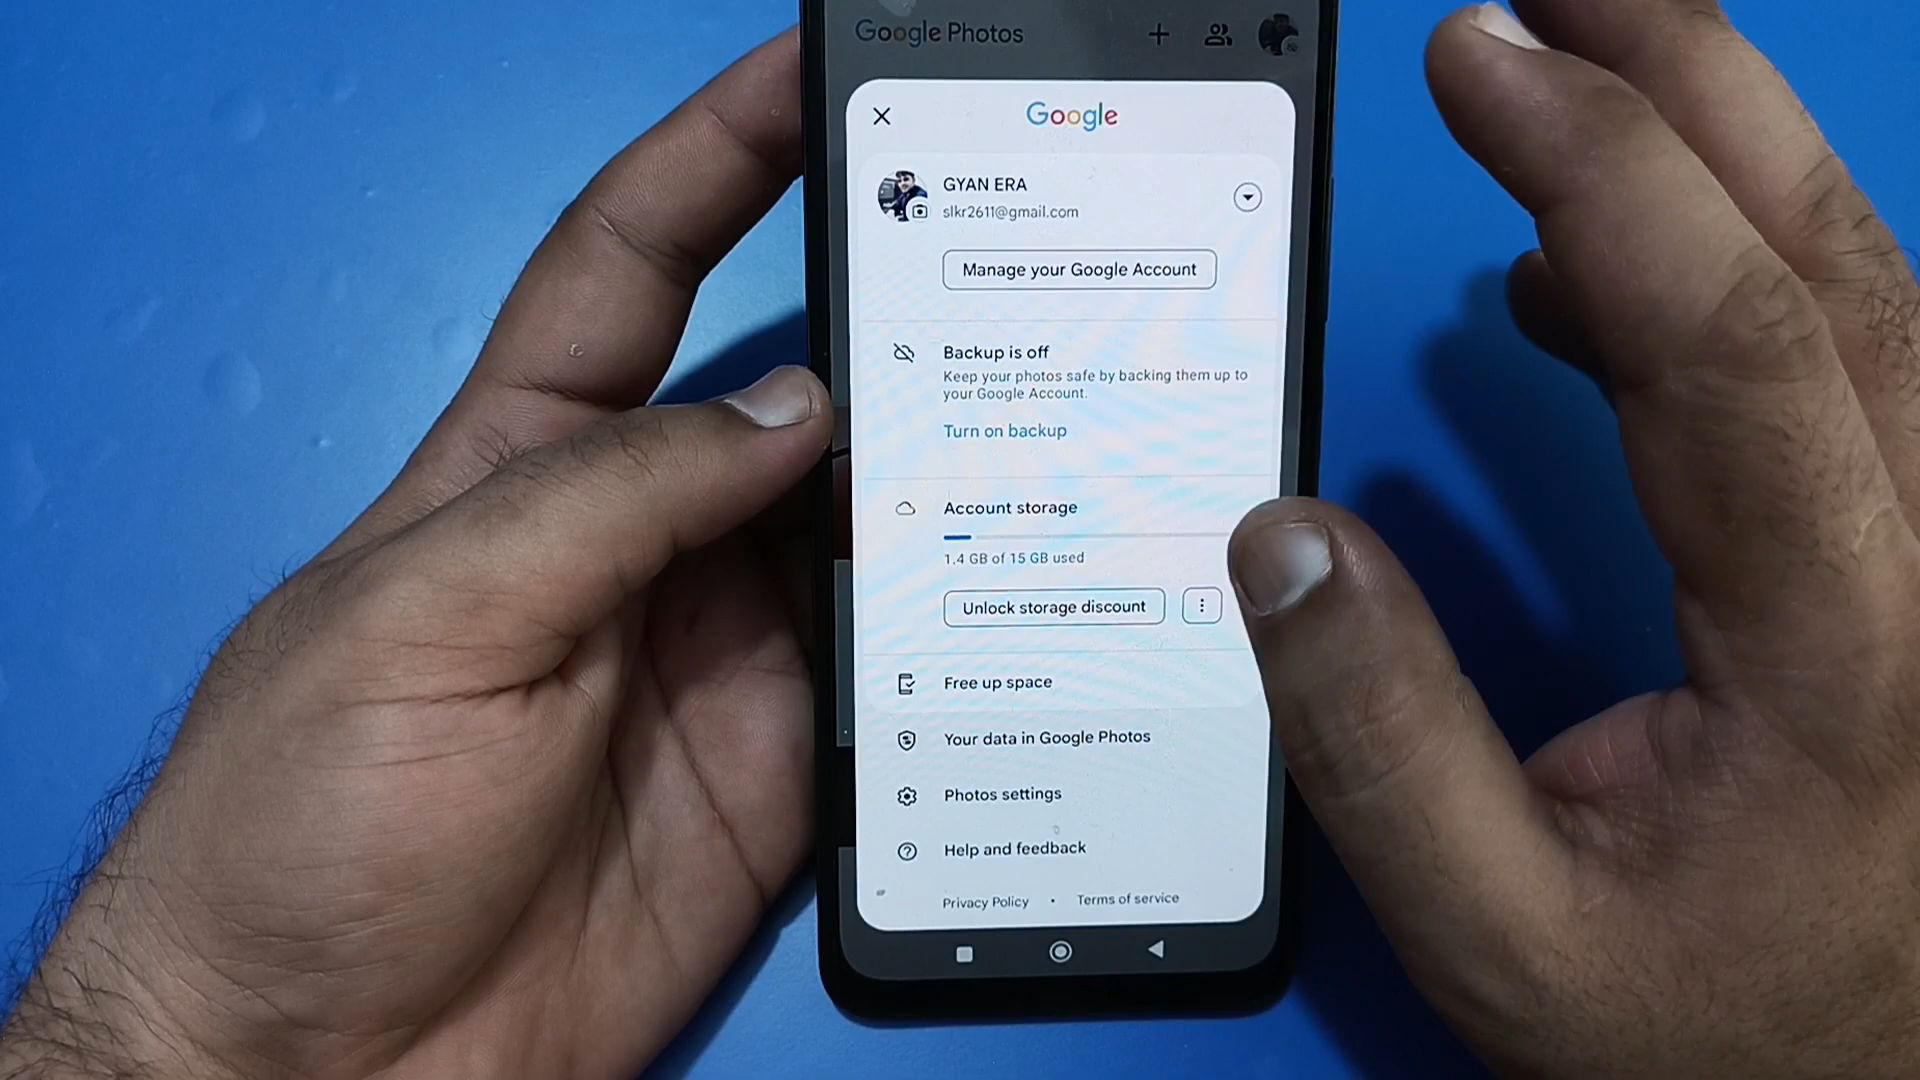 Google Photos
Google
GYAN ERA
slkr2611@gmail.com
Manage your Google Account
Backup is off
Keep your photos safe by backing them up to
your Google Account.
Turn on backup
Account storage
1.4 GB of 15 GB used
Unlock storage discount
Free up space
Your data in Google Photos
Photos settings
Help and feedback
Privacy Policy • Terms of service